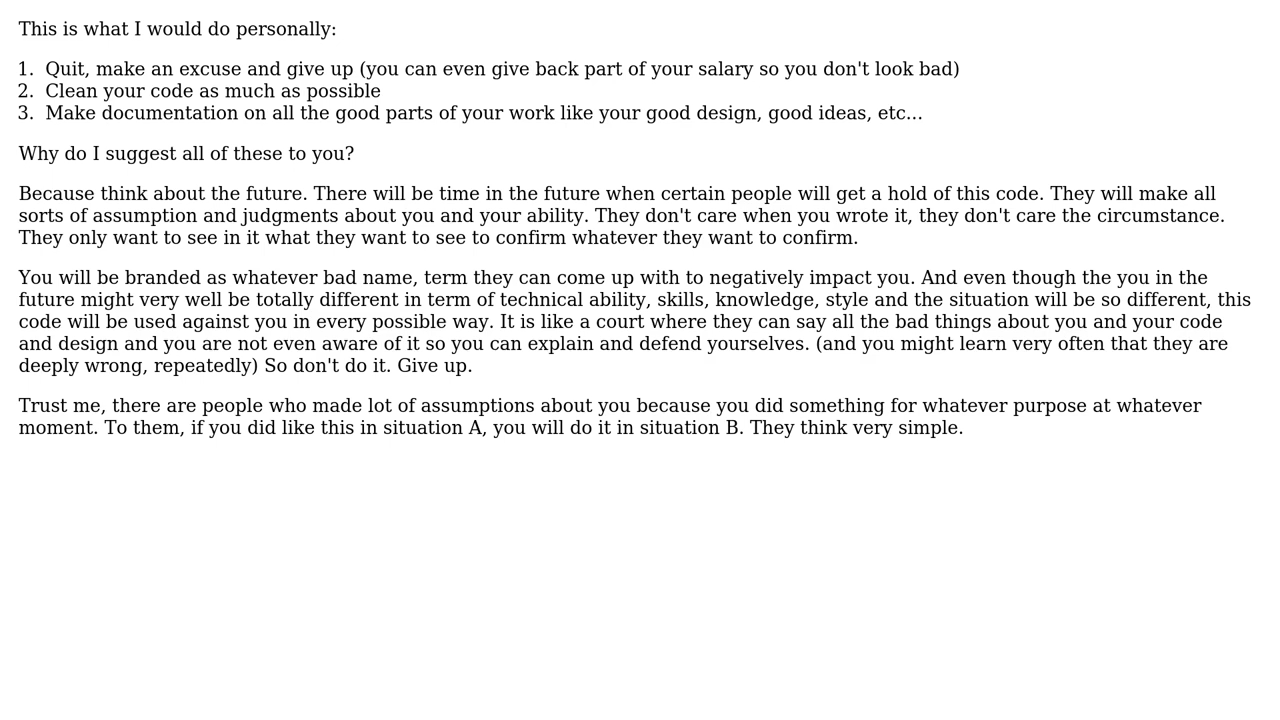 This is what I would do personally:
1. Quit, make an excuse and give up (you can even give back part of your salary so you don't look bad)
2. Clean your code as much as possible
3. Make documentation on all the good parts of your work like your good design, good ideas, etc...
Why do I suggest all of these to you?
Because think about the future. There will be time in the future when certain people will get a hold of this code. They will make all
sorts of assumption and judgments about you and your ability. They don't care when you wrote it, they don't care the circumstance.
They only want to see in it what they want to see to confirm whatever they want to confirm.
You will be branded as whatever bad name, term they can come up with to negatively impact you. And even though the you in the
future might very well be totally different in term of technical ability, skills, knowledge, style and the situation will be so different, this
code will be used against you in every possible way. It is like a court where they can say all the bad things about you and your code
and design and you are not even aware of it so you can explain and defend yourselves. (and you might learn very often that they are
deeply wrong, repeatedly) So don't do it. Give up.
Trust me, there are people who made lot of assumptions about you because you did something for whatever purpose at whatever
moment. To them, if you did like this in situation A, you will do it in situation B. They think very simple.